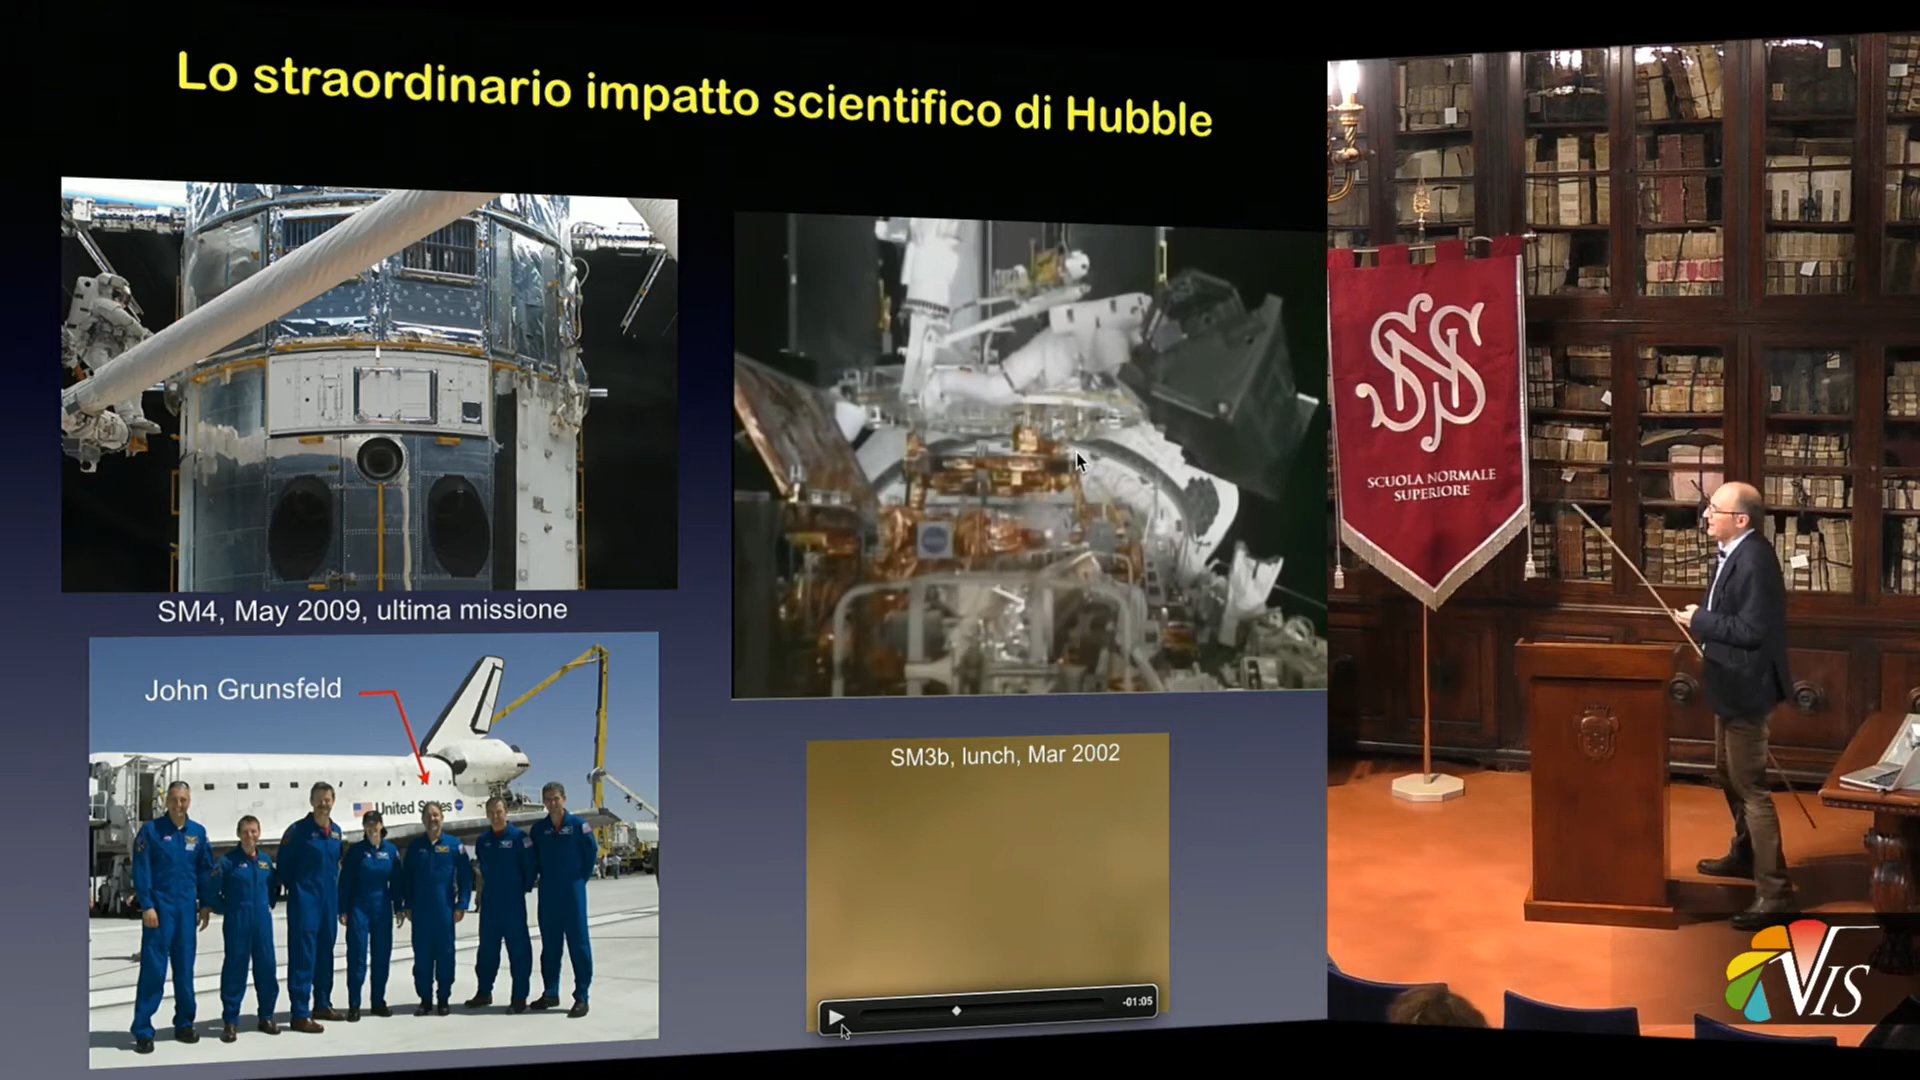 Lo straordinario impatto scientifico di Hubble
SM4, May 2009, ultima missione
John Grunsfeld
United States
SM3b, lunch, Mar 2002
-01:05
SNS
SCUOLA NORMALE
SUPERIORE
VIS